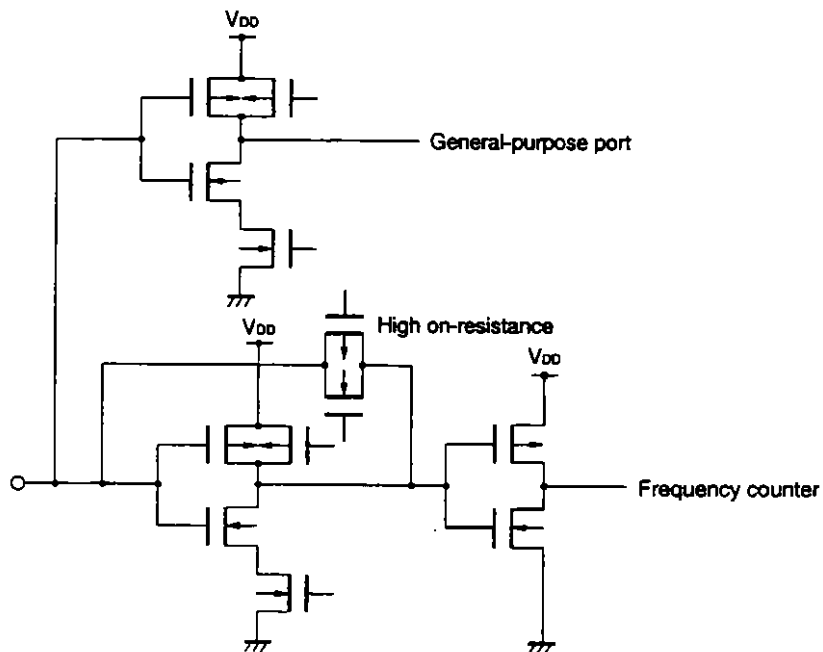 VDD
General-purpose port
High on-resistance
VDD
VDD
Frequency counter